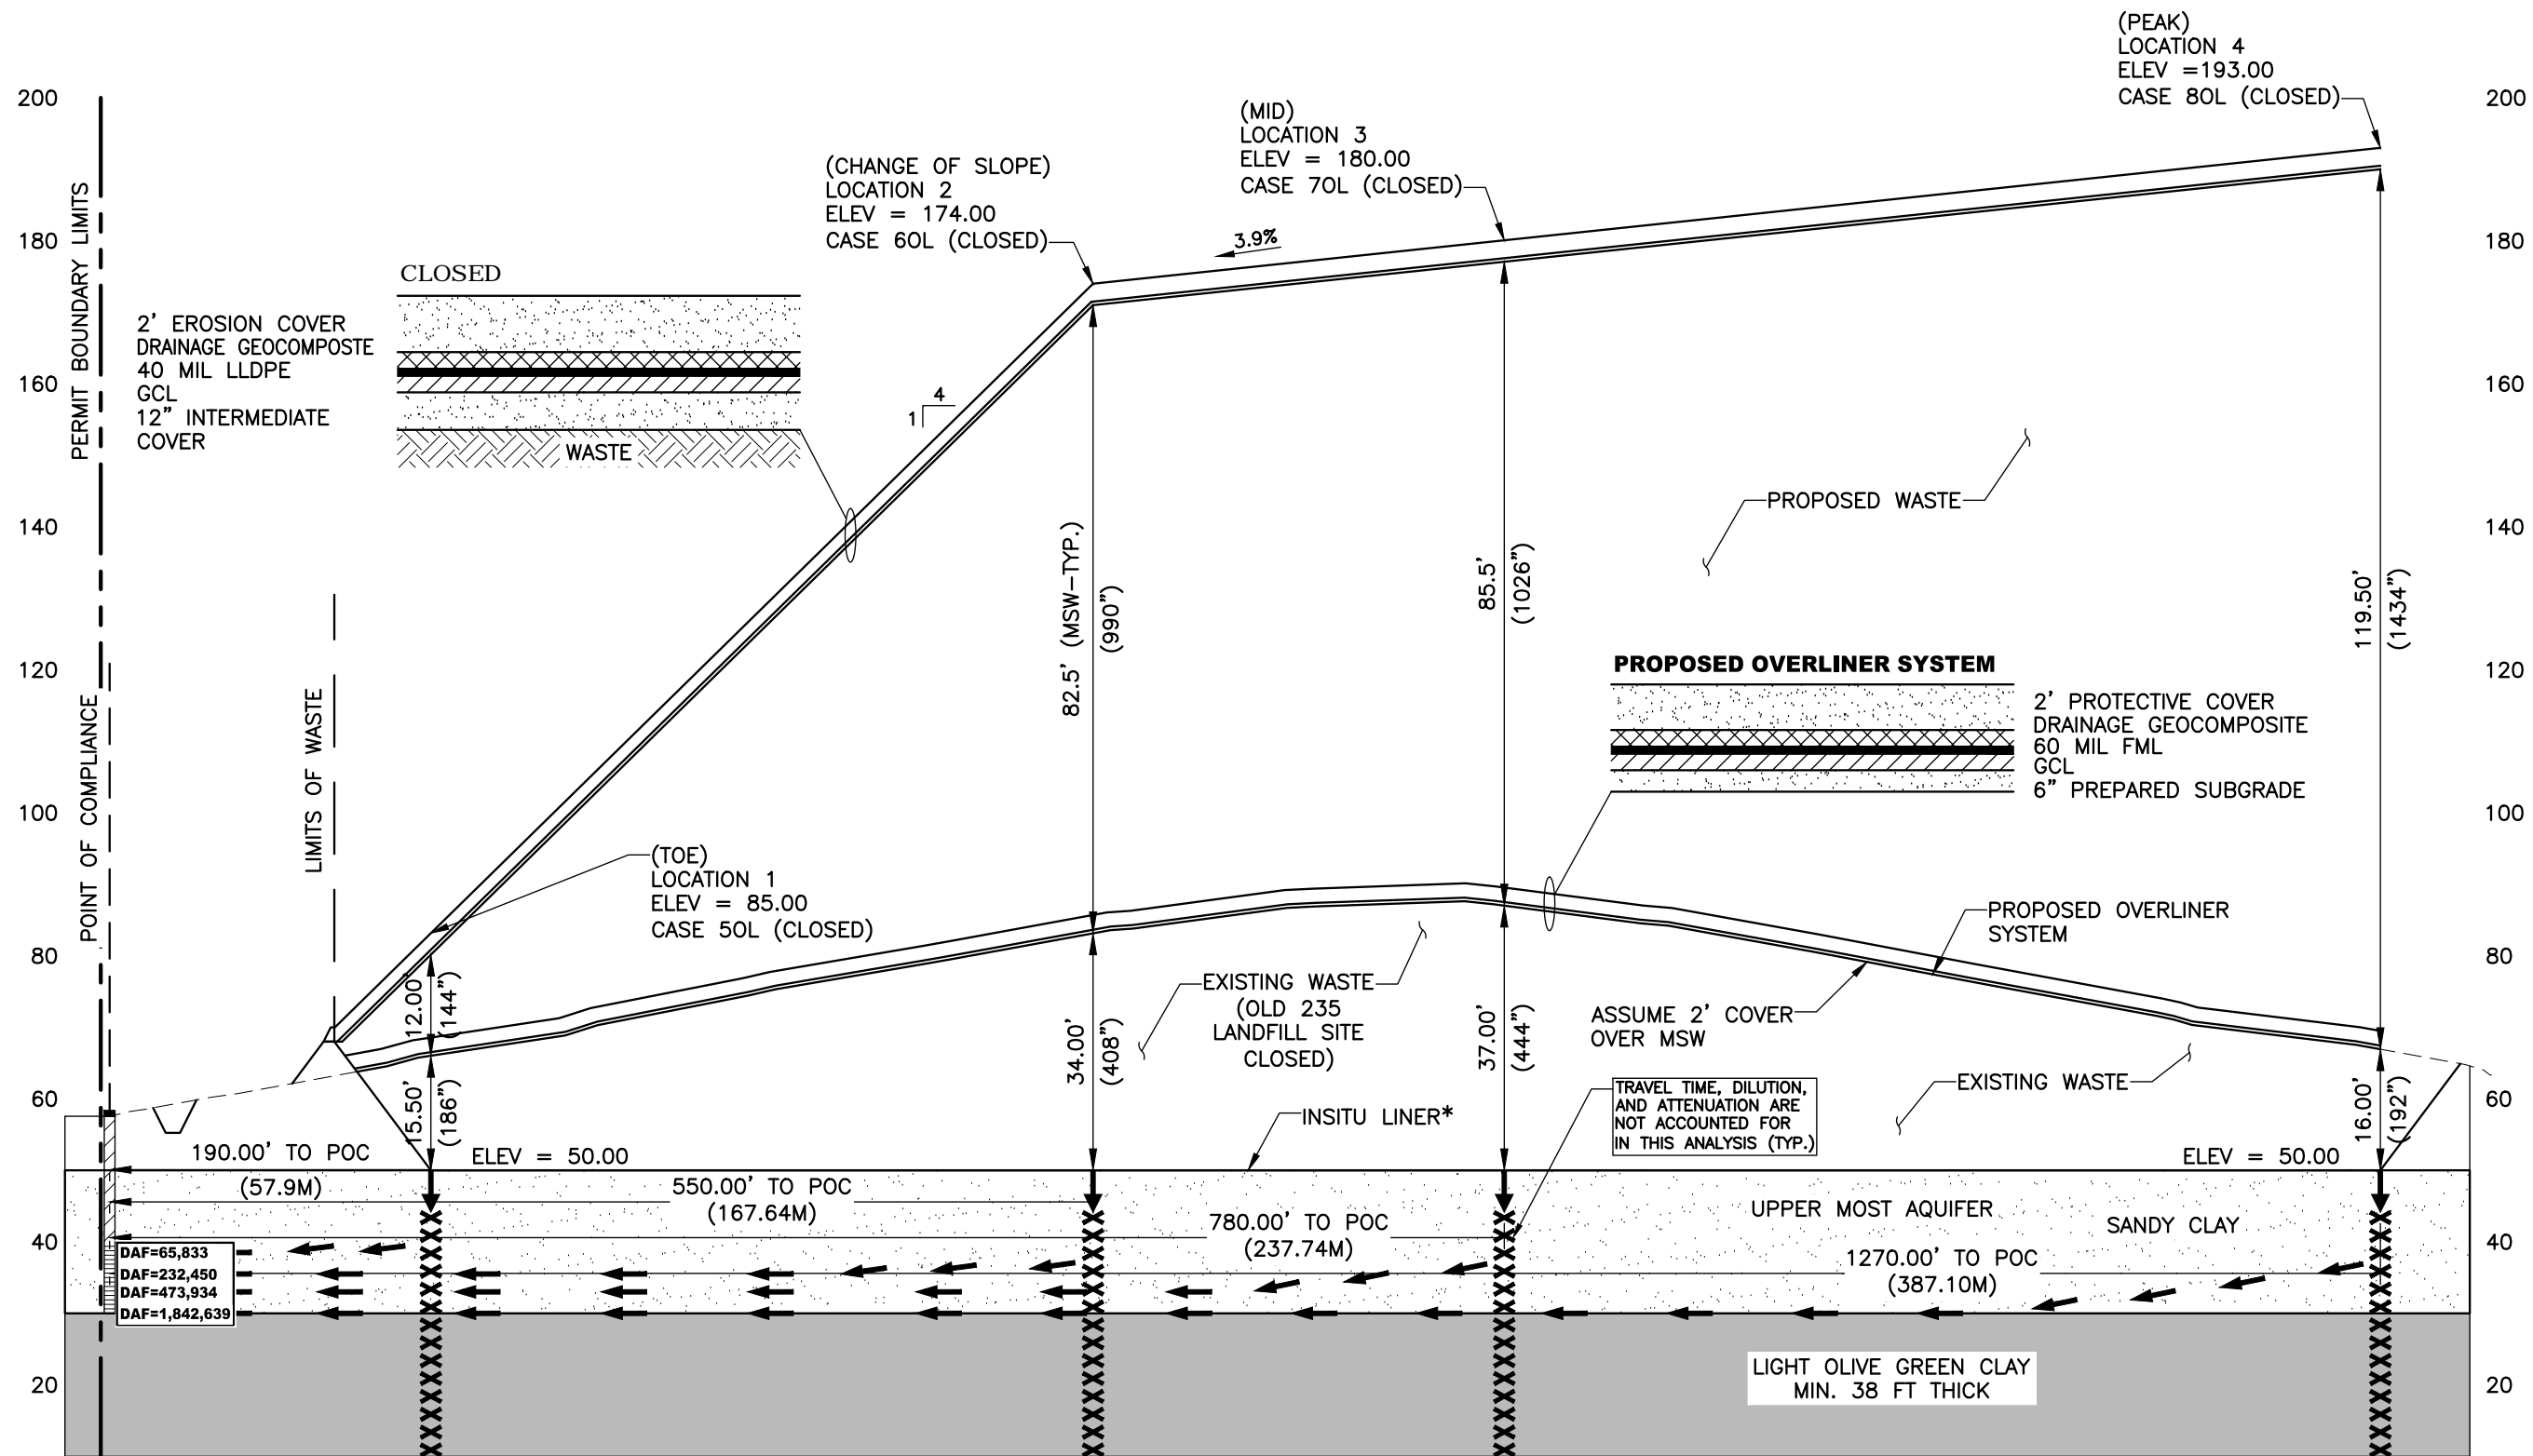 (PEAK)
LOCATION 4
ELEV =193.00
CASE 8OL (CLOSED)
200
200
(MID)
LOCATION 3
ELEV = 180.00
CASE 7OL (CLOSED)
(CHANGE OF SLOPE)
LOCATION 2
ELEV = 174.00
CASE 6OL (CLOSED)
3.9%
180
180
PERMIT BOUNDARY LIMITS
CLOSED
2' EROSION COVER
DRAINAGE GEOCOMPOSTE
40 MIL LLDPE
GCL
12" INTERMEDIATE
COVER
WASTE
160
160
4
1
PROPOSED WASTE
140
140
82.5' (MSW-TYP.)
(990")
85.5'
(1026")
119.50'
(1434")
120
120
PROPOSED OVERLINER SYSTEM
2' PROTECTIVE COVER
DRAINAGE GEOCOMPOSITE
60 MIL FML
GCL
6" PREPARED SUBGRADE
POINT OF COMPLIANCE
LIMITS OF WASTE
100
100
(TOE)
LOCATION 1
ELEV = 85.00
CASE 5OL (CLOSED)
PROPOSED OVERLINER
SYSTEM
80
80
12.00'
(144")
EXISTING WASTE
(OLD 235
LANDFILL SITE
CLOSED)
ASSUME 2' COVER
OVER MSW
34.00'
(408")
37.00'
(444")
TRAVEL TIME, DILUTION,
AND ATTENUATION ARE
NOT ACCOUNTED FOR
IN THIS ANALYSIS (TYP.)
EXISTING WASTE
60
60
15.50'
(186")
INSITU LINER*
16.00'
(192")
190.00' TO POC
(57.9M)
ELEV = 50.00
ELEV = 50.00
550.00' TO POC
(167.64M)
780.00' TO POC
(237.74M)
UPPER MOST AQUIFER
SANDY CLAY
1270.00' TO POC
(387.10M)
40
40
DAF=65,833
DAF=232,450
DAF=473,934
DAF=1,842,639
LIGHT OLIVE GREEN CLAY
MIN. 38 FT THICK
20
20